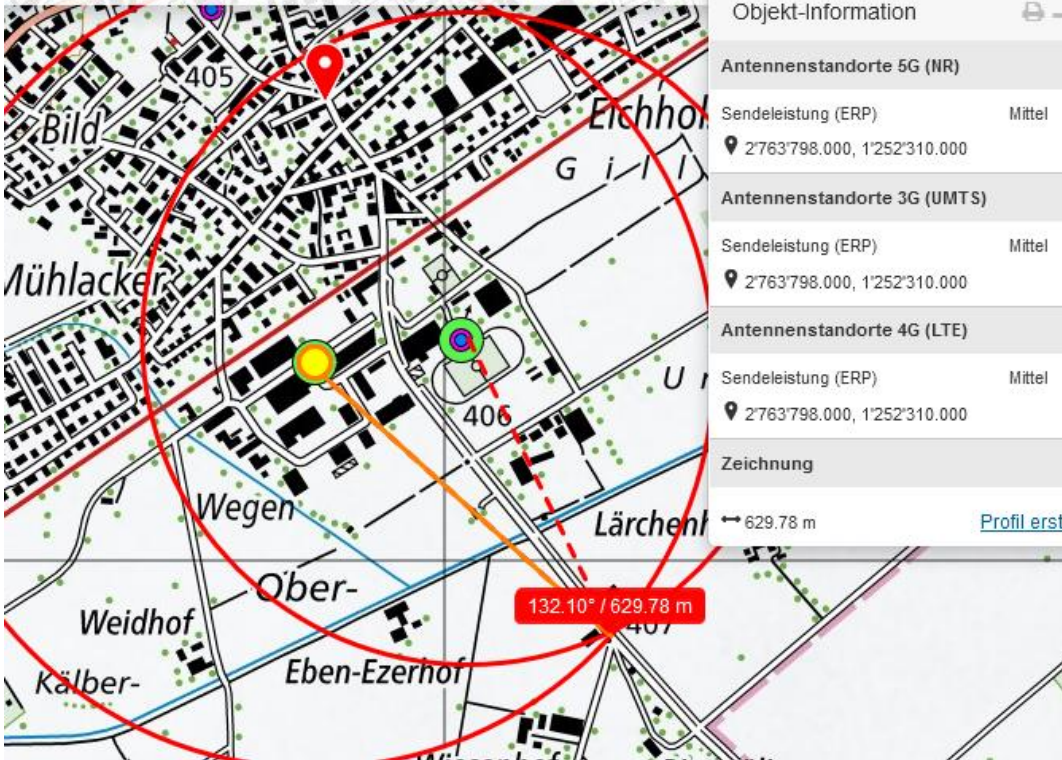 Objekt-Information
Antennenstandorte 5G (NR)
Sendeleistung (ERP) Mittel
2'763'798.000, 1'252'310.000
Antennenstandorte 3G (UMTS)
Sendeleistung (ERP) Mittel
2'763'798.000, 1'252'310.000
Antennenstandorte 4G (LTE)
Sendeleistung (ERP) Mittel
2'763'798.000, 1'252'310.000
Zeichnung
629.78 m Profil erst
405
Bild
Eichhol
Gill
Mühlacker
U
406
Wegen
Lärchenh
Ober-
132.10° / 629.78 m
407
Weidhof
Eben-Ezerhof
Kälber-